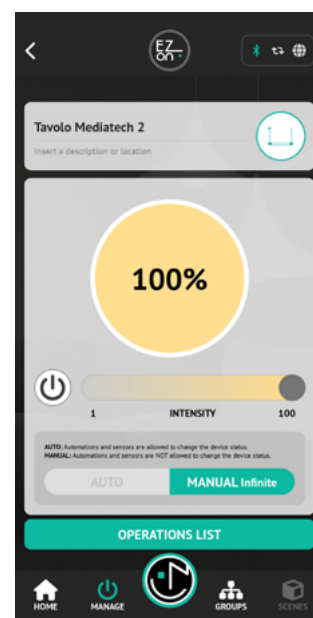 EZ
on
Tavolo Mediatech 2
Insert a description or location
100%
1 INTENSITY 100
AUTO: Automations and sensors are allowed to change the device status.
MANUAL: Automations and sensors are NOT allowed to change the device status.
AUTO MANUAL Infinite
OPERATIONS LIST
HOME MANAGE GROUPS SCENES